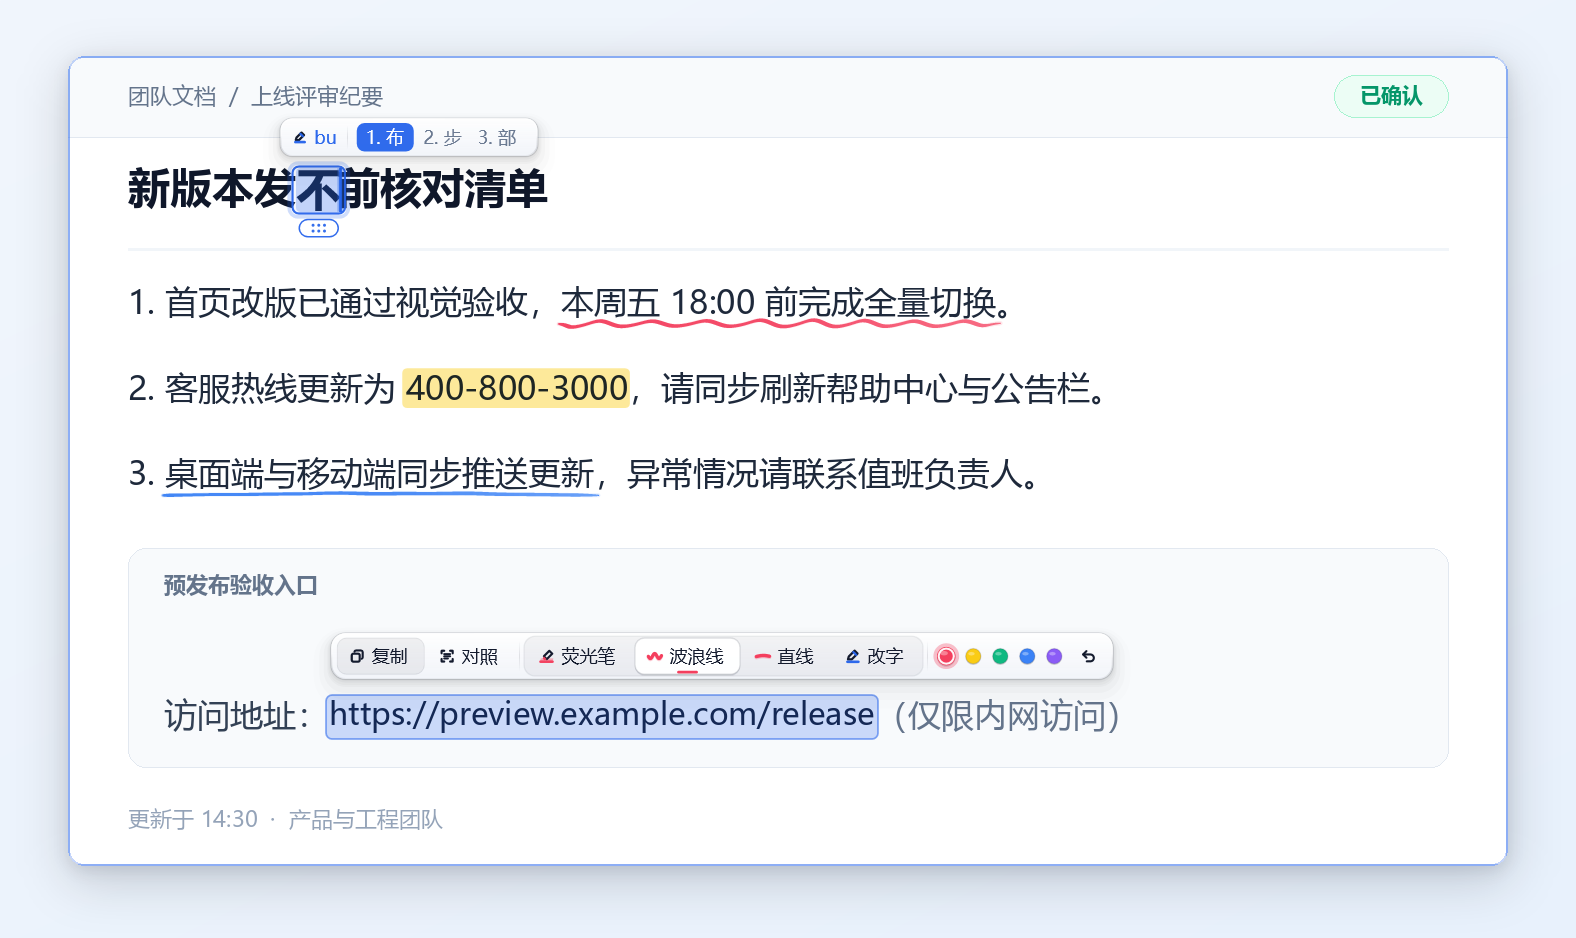 团队文档 / 上线评审纪要
已确认
bu 1. 布 2. 步 3. 部
新版本发不前核对清单
1. 首页改版已通过视觉验收，本周五 18:00 前完成全量切换。
2. 客服热线更新为 400-800-3000，请同步刷新帮助中心与公告栏。
3. 桌面端与移动端同步推送更新，异常情况请联系值班负责人。
预发布验收入口
复制 对照 荧光笔 波浪线 直线 改字
访问地址：https://preview.example.com/release（仅限内网访问）
更新于 14:30 · 产品与工程团队